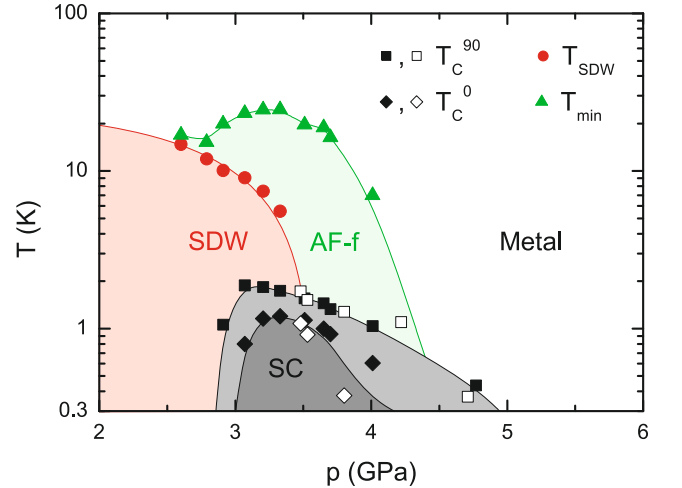 100
10
1
0.3
T (K)
■ , □ T_C^90
● T_SDW
◆ , ◇ T_C^0
▲ T_min
SDW
AF-f
Metal
SC
2 3 4 5 6
p (GPa)